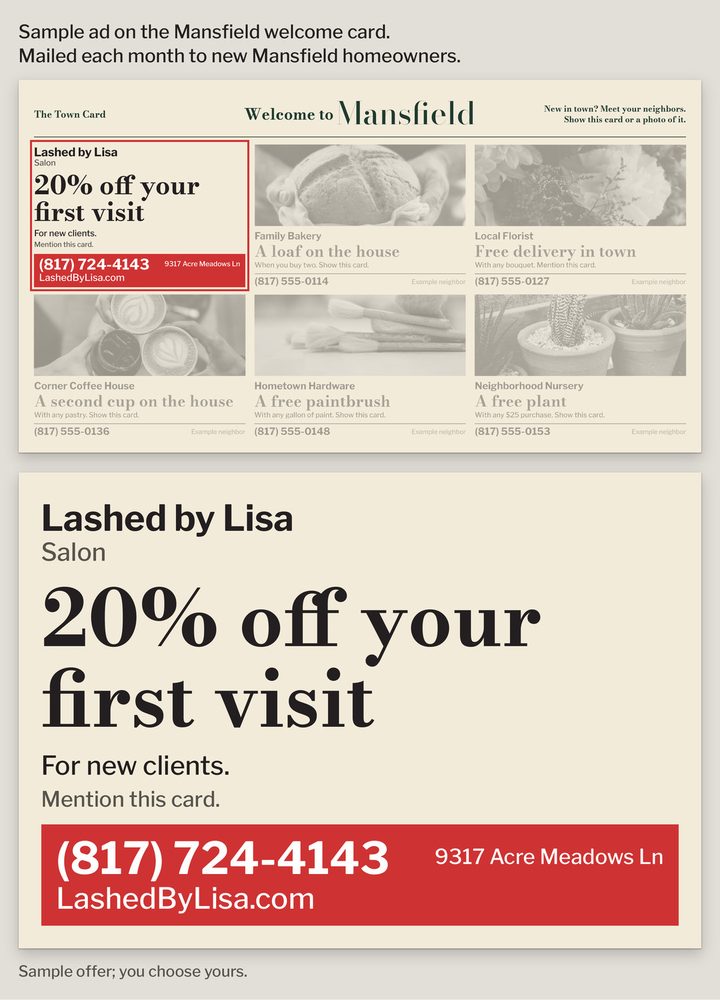 Sample ad on the Mansfield welcome card.
Mailed each month to new Mansfield homeowners.
The Town Card
Welcome to Mansfield
New in town? Meet your neighbors.
Show this card or a photo of it.
Lashed by Lisa
Salon
20% off your
first visit
For new clients.
Mention this card.
(817) 724-4143
9317 Acre Meadows Ln
LashedByLisa.com
Family Bakery
A loaf on the house
When you buy two. Show this card.
(817) 555-0114
Example neighbor
Local Florist
Free delivery in town
With any bouquet. Mention this card.
(817) 555-0127
Example neighbor
Corner Coffee House
A second cup on the house
With any pastry. Show this card.
(817) 555-0136
Example neighbor
Hometown Hardware
A free paintbrush
With any gallon of paint. Show this card.
(817) 555-0148
Example neighbor
Neighborhood Nursery
A free plant
With any $25 purchase. Show this card.
(817) 555-0153
Example neighbor
Lashed by Lisa
Salon
20% off your
first visit
For new clients.
Mention this card.
(817) 724-4143
9317 Acre Meadows Ln
LashedByLisa.com
Sample offer; you choose yours.